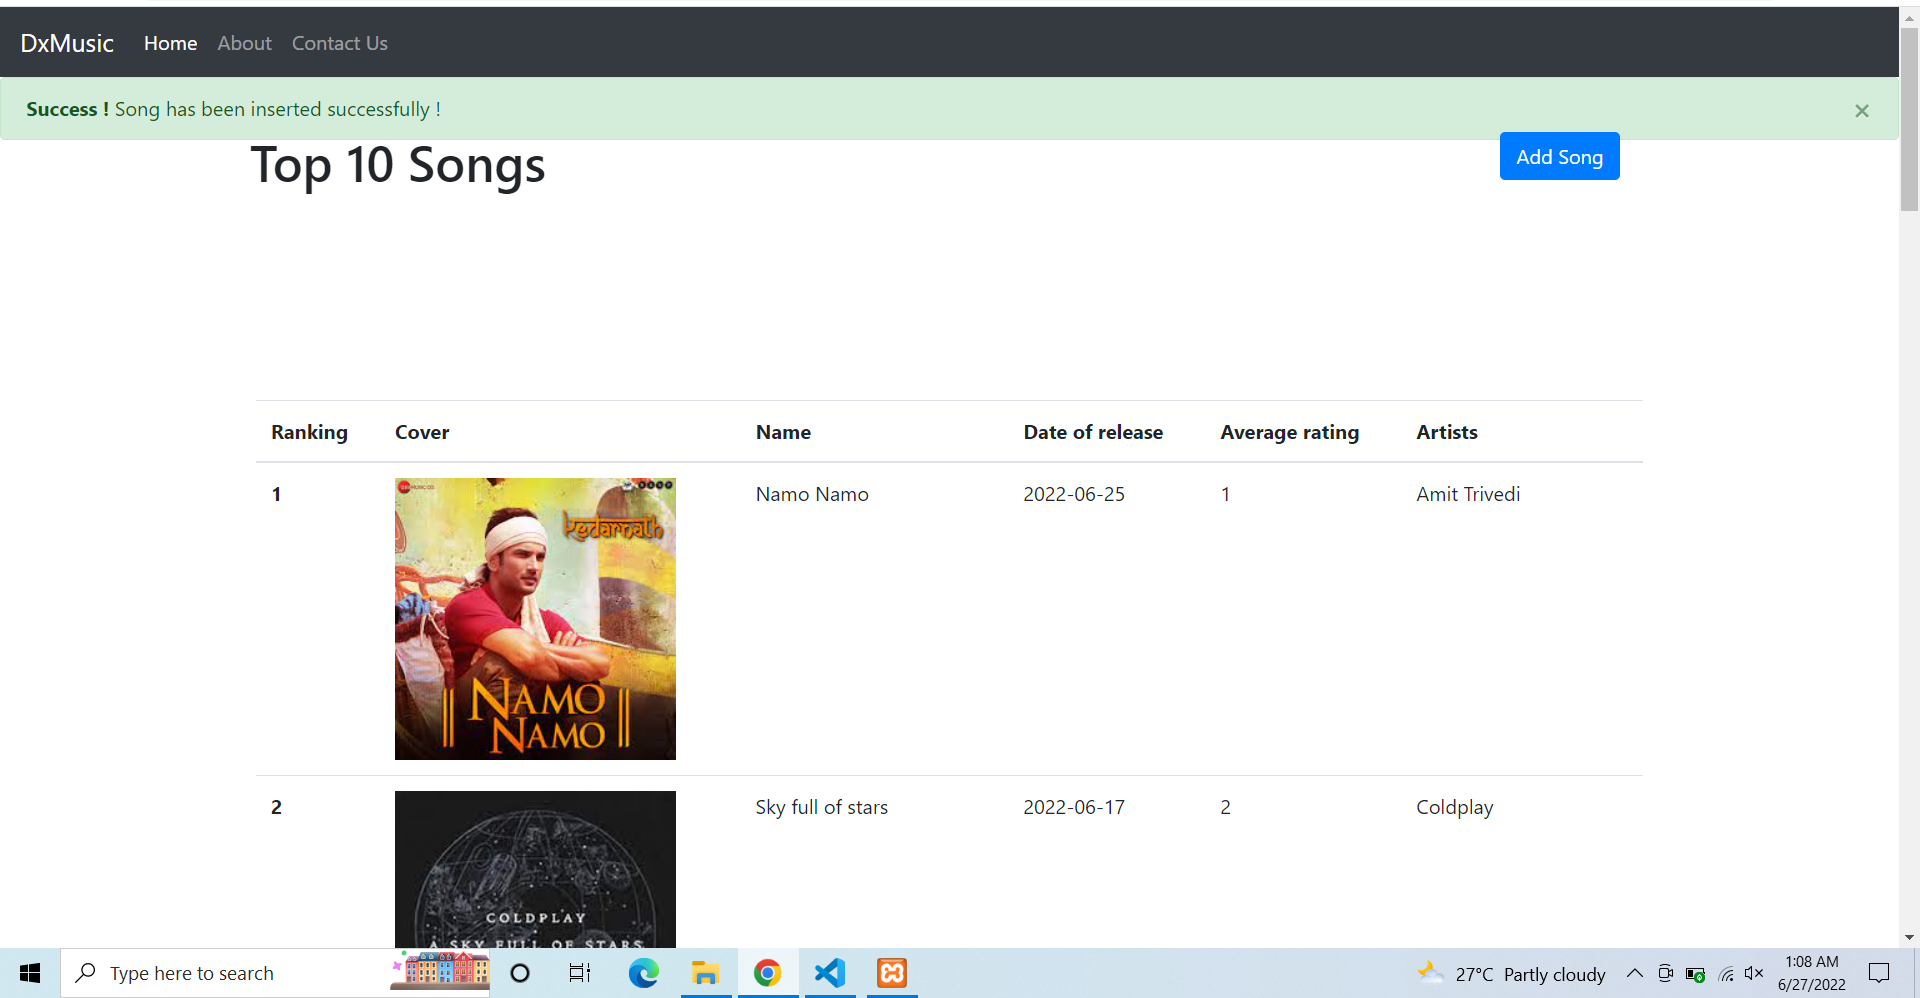 DxMusic Home About Contact Us
Success ! Song has been inserted successfully ! ×
Top 10 Songs
Add Song
Ranking Cover Name Date of release Average rating Artists
1 Namo Namo 2022-06-25 1 Amit Trivedi
kedarnath
|| NAMO
NAMO ||
2 Sky full of stars 2022-06-17 2 Coldplay
COLDPLAY
A SKY FULL OF STARS
Type here to search
27°C Partly cloudy
1:08 AM
6/27/2022